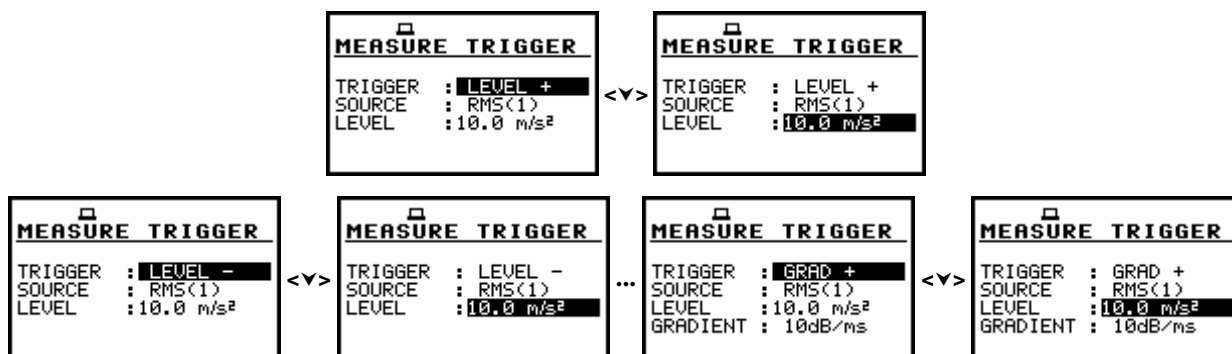 MEASURE TRIGGER
TRIGGER : LEVEL +
SOURCE : RMS(1)
LEVEL :10.0 m/s²
<˅>
MEASURE TRIGGER
TRIGGER : LEVEL +
SOURCE : RMS(1)
LEVEL :10.0 m/s²
MEASURE TRIGGER
TRIGGER : LEVEL -
SOURCE : RMS(1)
LEVEL :10.0 m/s²
<˅>
MEASURE TRIGGER
TRIGGER : LEVEL -
SOURCE : RMS(1)
LEVEL :10.0 m/s²
...
MEASURE TRIGGER
TRIGGER : GRAD +
SOURCE : RMS(1)
LEVEL :10.0 m/s²
GRADIENT : 10dB/ms
<˅>
MEASURE TRIGGER
TRIGGER : GRAD +
SOURCE : RMS(1)
LEVEL :10.0 m/s²
GRADIENT : 10dB/ms